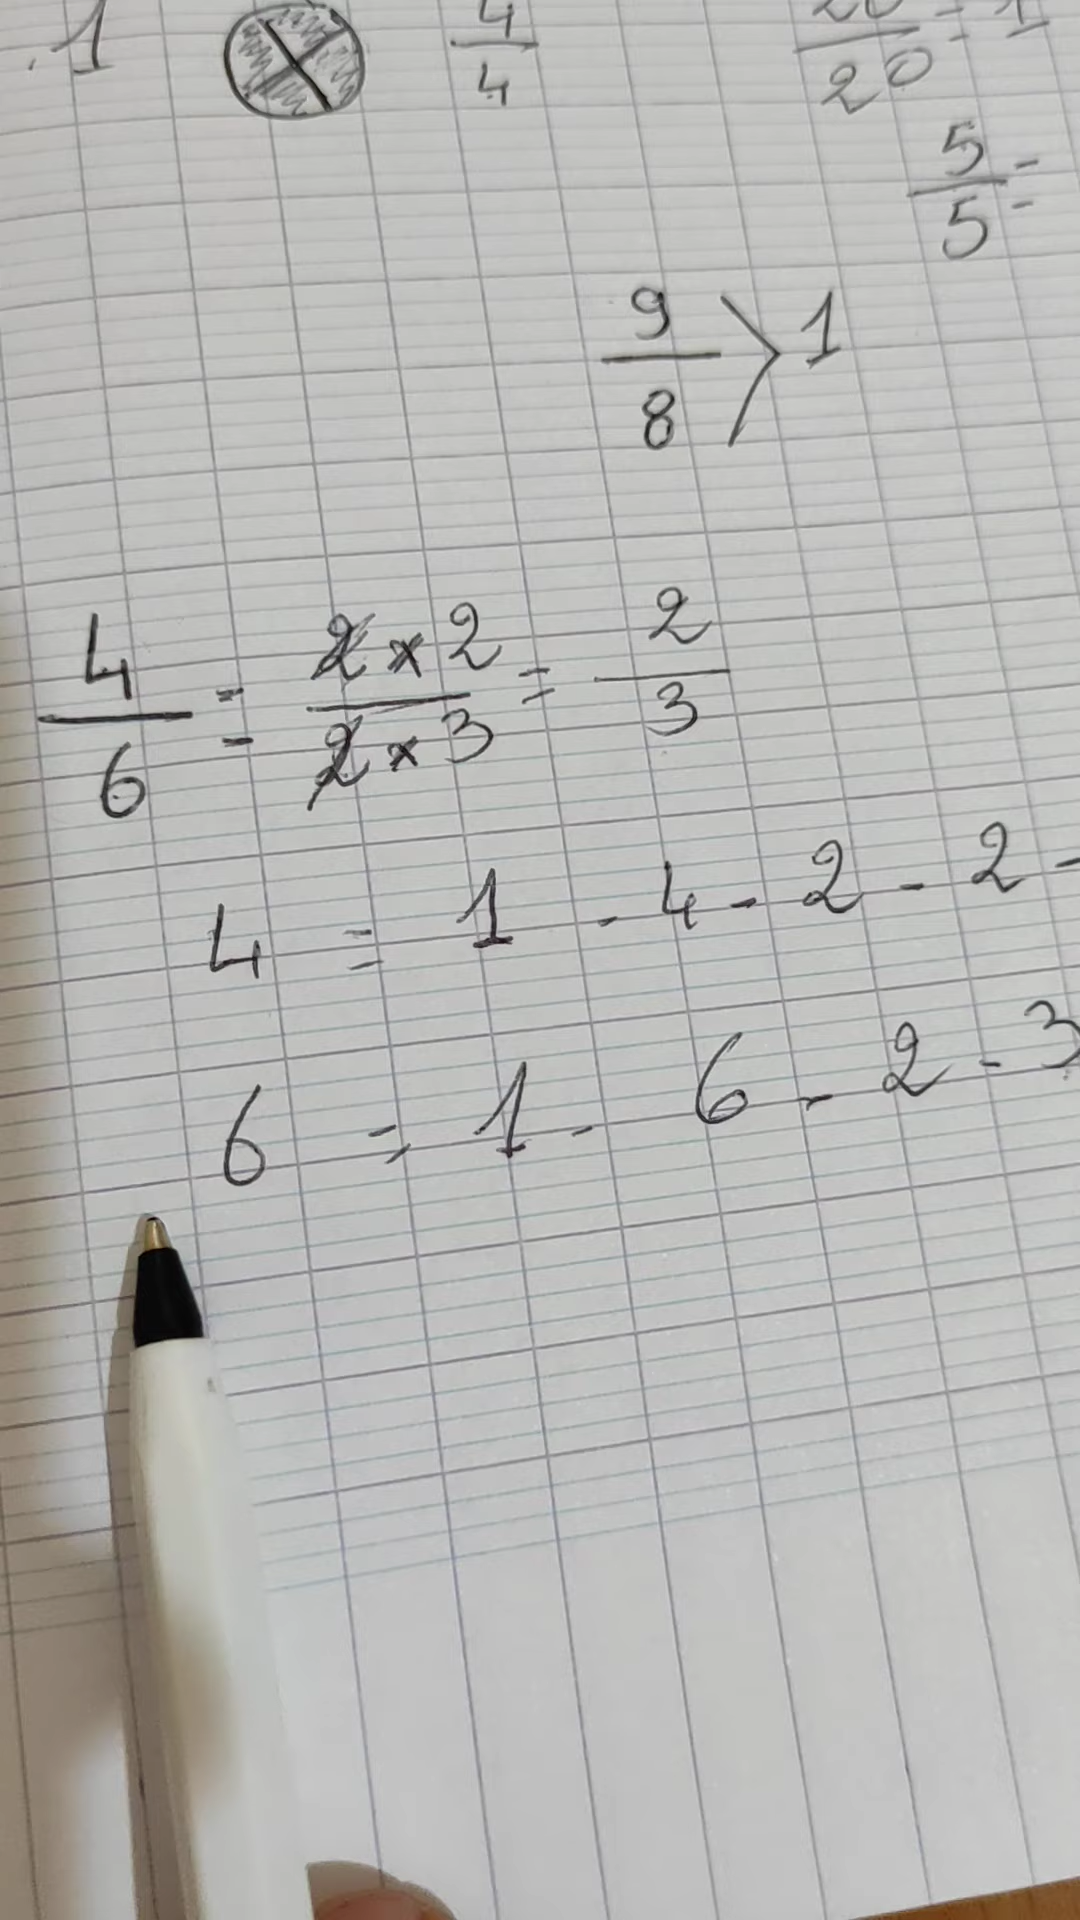 1 4/4 20/20 = 1
5/5 =
9/8 > 1
4/6 = 2 x 2/2 x 3 = 2/3
4 = 1 - 4 - 2 - 2 -
6 = 1 - 6 - 2 - 3